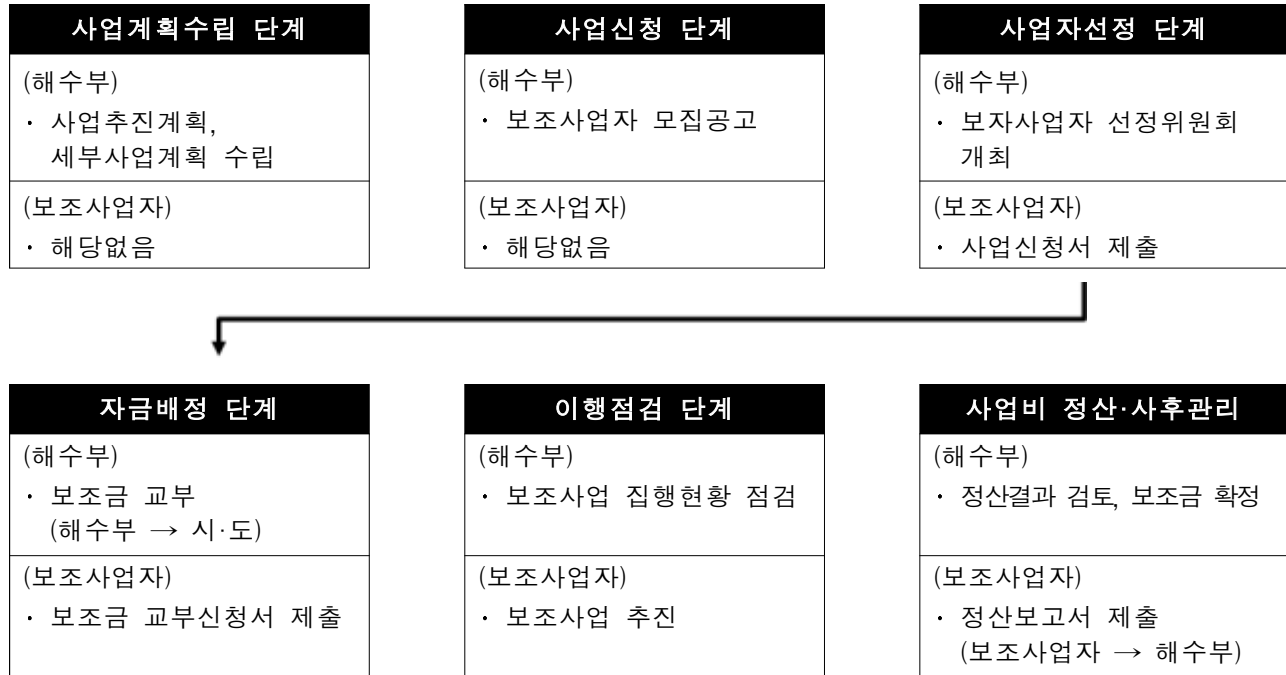 사업계획수립 단계
(해수부)
· 사업추진계획,
세부사업계획 수립
(보조사업자)
· 해당없음
사업신청 단계
(해수부)
· 보조사업자 모집공고
(보조사업자)
· 해당없음
사업자선정 단계
(해수부)
· 보자사업자 선정위원회
개최
(보조사업자)
· 사업신청서 제출
자금배정 단계
(해수부)
· 보조금 교부
(해수부 → 시·도)
(보조사업자)
· 보조금 교부신청서 제출
이행점검 단계
(해수부)
· 보조사업 집행현황 점검
(보조사업자)
· 보조사업 추진
사업비 정산·사후관리
(해수부)
· 정산결과 검토, 보조금 확정
(보조사업자)
· 정산보고서 제출
(보조사업자 → 해수부)